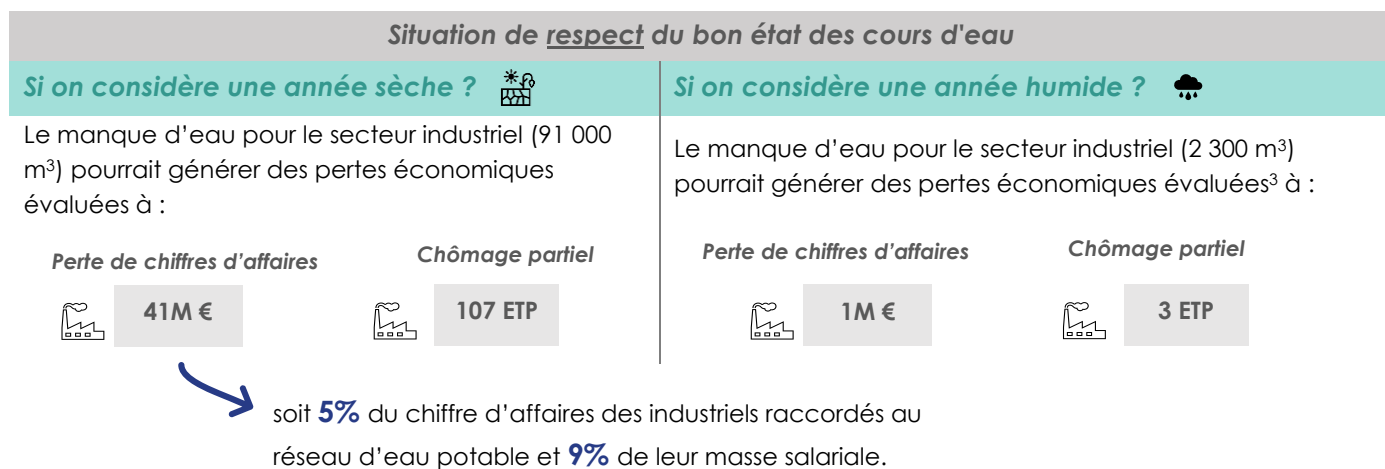 Situation de respect du bon état des cours d'eau
Si on considère une année sèche ?
Le manque d'eau pour le secteur industriel (91 000
m³) pourrait générer des pertes économiques
évaluées à :
Perte de chiffres d'affaires
Chômage partiel
41M €
107 ETP
Si on considère une année humide ?
Le manque d'eau pour le secteur industriel (2 300 m³)
pourrait générer des pertes économiques évaluées³ à :
Perte de chiffres d'affaires
Chômage partiel
1M €
3 ETP
soit 5% du chiffre d'affaires des industriels raccordés au
réseau d'eau potable et 9% de leur masse salariale.